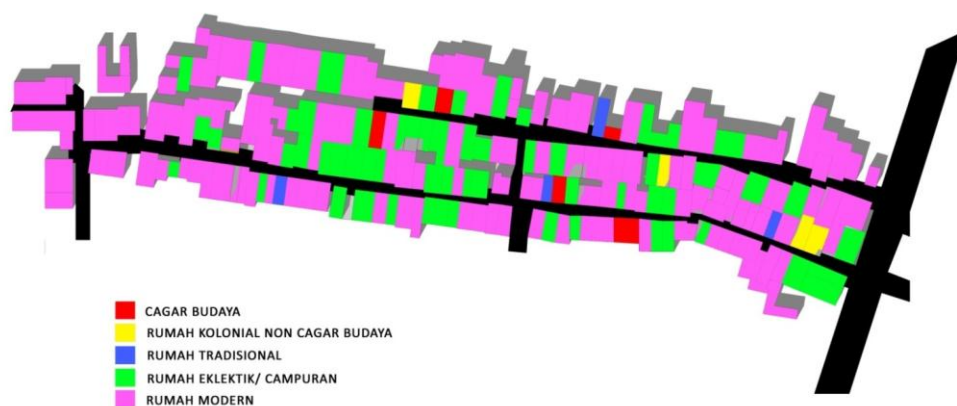 CAGAR BUDAYA
RUMAH KOLONIAL NON CAGAR BUDAYA
RUMAH TRADISIONAL
RUMAH EKLEKTIK/ CAMPURAN
RUMAH MODERN